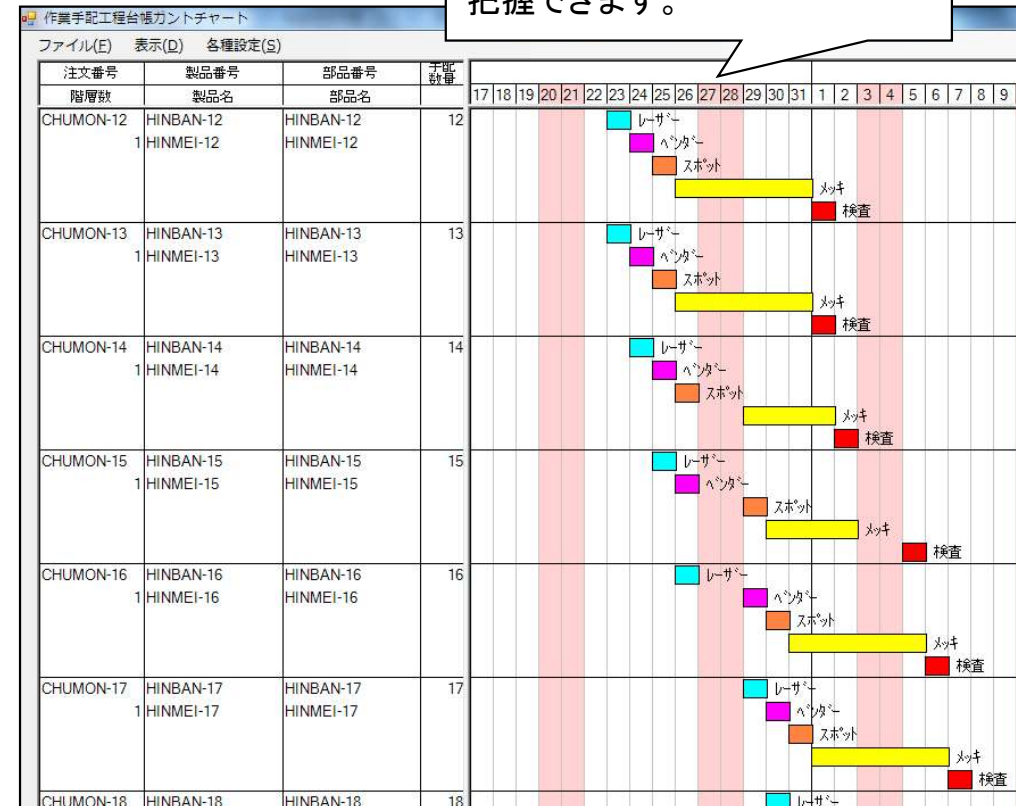 把握できます。
作業手配工程台帳ガントチャート
ファイル(F) 表示(D) 各種設定(S)
注文番号 製品番号 部品番号 手配数量
階層数 製品名 部品名 17 18 19 20 21 22 23 24 25 26 27 28 29 30 31 1 2 3 4 5 6 7 8 9
CHUMON-12 HINBAN-12 HINBAN-12 12 レーザー
1 HINMEI-12 HINMEI-12 ベンダー
スポット
メッキ
検査
CHUMON-13 HINBAN-13 HINBAN-13 13 レーザー
1 HINMEI-13 HINMEI-13 ベンダー
スポット
メッキ
検査
CHUMON-14 HINBAN-14 HINBAN-14 14 レーザー
1 HINMEI-14 HINMEI-14 ベンダー
スポット
メッキ
検査
CHUMON-15 HINBAN-15 HINBAN-15 15 レーザー
1 HINMEI-15 HINMEI-15 ベンダー
スポット
メッキ
検査
CHUMON-16 HINBAN-16 HINBAN-16 16 レーザー
1 HINMEI-16 HINMEI-16 ベンダー
スポット
メッキ
検査
CHUMON-17 HINBAN-17 HINBAN-17 17 レーザー
1 HINMEI-17 HINMEI-17 ベンダー
スポット
メッキ
検査
CHUMON-18 HINBAN-18 HINBAN-18 18 レーザー